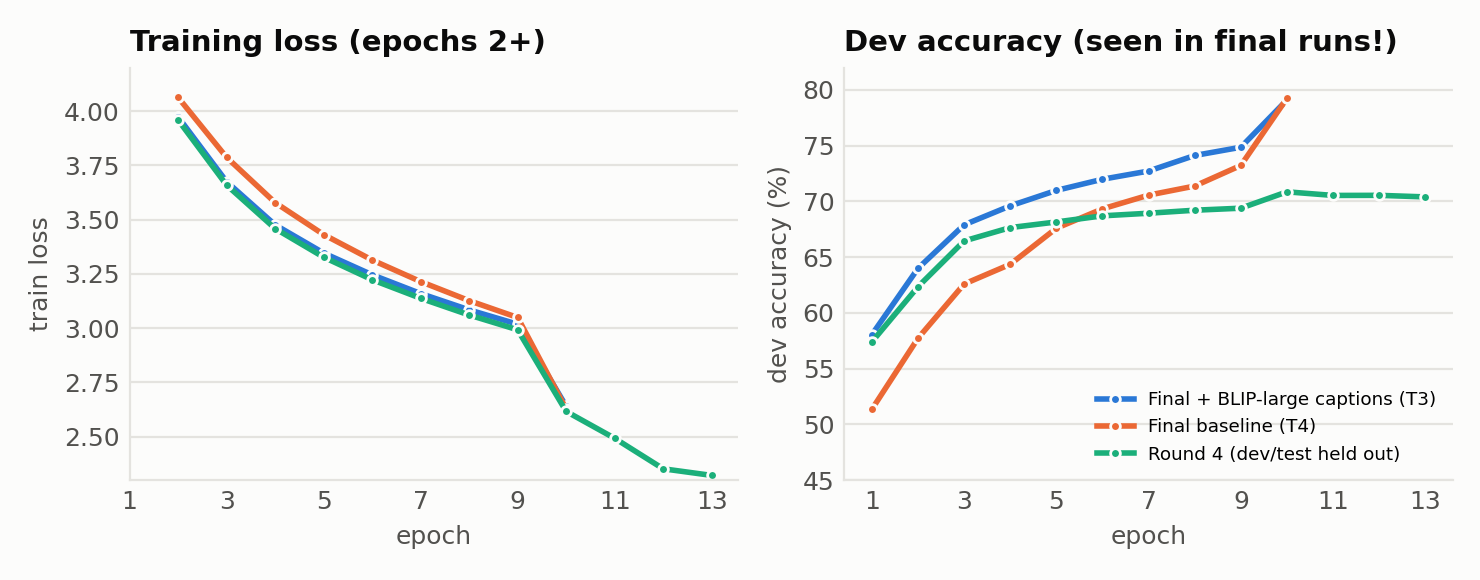 Training loss (epochs 2+)
train loss
4.00
3.75
3.50
3.25
3.00
2.75
2.50
1 3 5 7 9 11 13
epoch
Dev accuracy (seen in final runs!)
dev accuracy (%)
80
75
70
65
60
55
50
45
Final + BLIP-large captions (T3)
Final baseline (T4)
Round 4 (dev/test held out)
1 3 5 7 9 11 13
epoch